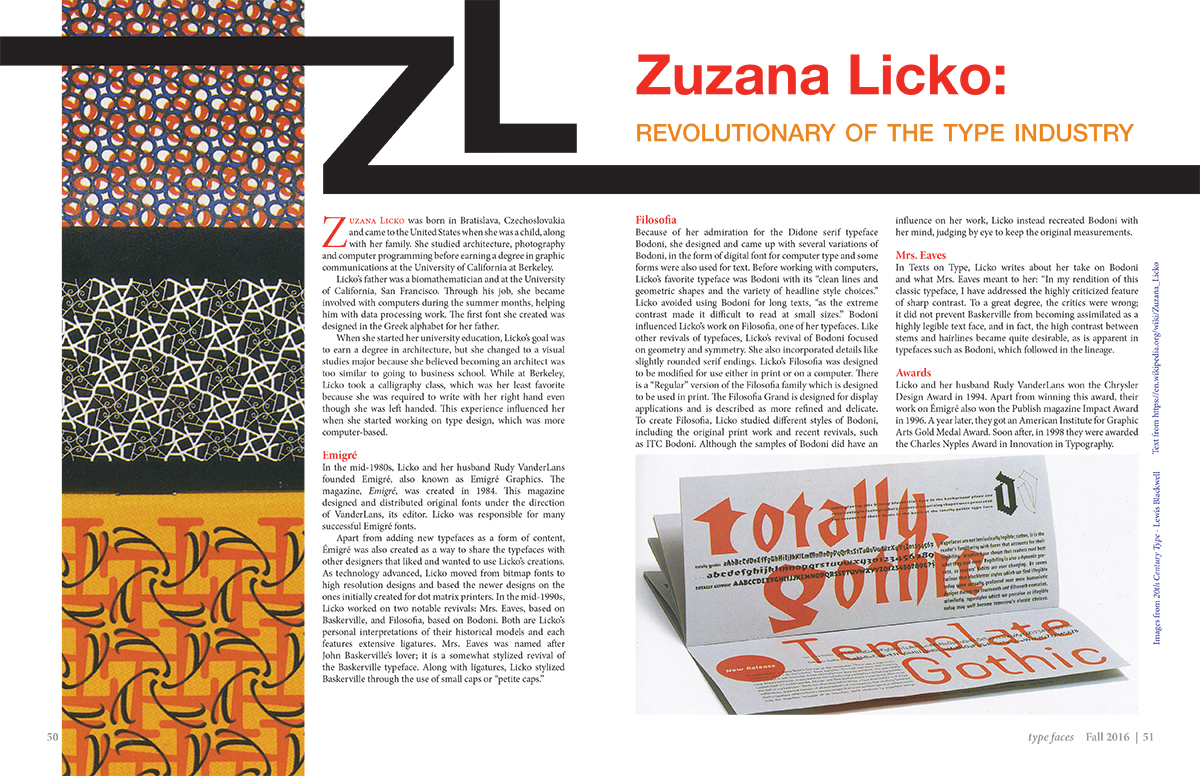 ZL
Zuzana Licko:
REVOLUTIONARY OF THE TYPE INDUSTRY
ZUZANA LICKO was born in Bratislava, Czechoslovakia
and came to the United States when she was a child, along
with her family. She studied architecture, photography
and computer programming before earning a degree in graphic
communications at the University of California at Berkeley.
Licko's father was a biomathematician and at the University
of California, San Francisco. Through his job, she became
involved with computers during the summer months, helping
him with data processing work. The first font she created was
designed in the Greek alphabet for her father.
When she started her university education, Licko's goal was
to earn a degree in architecture, but she changed to a visual
studies major because she believed becoming an architect was
too similar to going to business school. While at Berkeley,
Licko took a calligraphy class, which was her least favorite
because she was required to write with her right hand even
though she was left handed. This experience influenced her
when she started working on type design, which was more
computer-based.
Emigré
In the mid-1980s, Licko and her husband Rudy VanderLans
founded Emigré, also known as Emigré Graphics. The
magazine, Emigré, was created in 1984. This magazine
designed and distributed original fonts under the direction
of VanderLans, its editor. Licko was responsible for many
successful Emigré fonts.
Apart from adding new typefaces as a form of content,
Émigré was also created as a way to share the typefaces with
other designers that liked and wanted to use Licko's creations.
As technology advanced, Licko moved from bitmap fonts to
high resolution designs and based the newer designs on the
ones initially created for dot matrix printers. In the mid-1990s,
Licko worked on two notable revivals: Mrs. Eaves, based on
Baskerville, and Filosofia, based on Bodoni. Both are Licko's
personal interpretations of their historical models and each
features extensive ligatures. Mrs. Eaves was named after
John Baskerville's lover; it is a somewhat stylized revival of
the Baskerville typeface. Along with ligatures, Licko stylized
Baskerville through the use of small caps or "petite caps."
Filosofia
Because of her admiration for the Didone serif typeface
Bodoni, she designed and came up with several variations of
Bodoni, in the form of digital font for computer type and some
forms were also used for text. Before working with computers,
Licko's favorite typeface was Bodoni with its "clean lines and
geometric shapes and the variety of headline style choices."
Licko avoided using Bodoni for long texts, "as the extreme
contrast made it difficult to read at small sizes." Bodoni
influenced Licko's work on Filosofia, one of her typefaces. Like
other revivals of typefaces, Licko's revival of Bodoni focused
on geometry and symmetry. She also incorporated details like
slightly rounded serif endings. Licko's Filosofia was designed
to be modified for use either in print or on a computer. There
is a "Regular" version of the Filosofia family which is designed
to be used in print. The Filosofia Grand is designed for display
applications and is described as more refined and delicate.
To create Filosofia, Licko studied different styles of Bodoni,
including the original print work and recent revivals, such
as ITC Bodoni. Although the samples of Bodoni did have an
influence on her work, Licko instead recreated Bodoni with
her mind, judging by eye to keep the original measurements.
Mrs. Eaves
In Texts on Type, Licko writes about her take on Bodoni
and what Mrs. Eaves meant to her: "In my rendition of this
classic typeface, I have addressed the highly criticized feature
of sharp contrast. To a great degree, the critics were wrong;
it did not prevent Baskerville from becoming assimilated as a
highly legible text face, and in fact, the high contrast between
stems and hairlines became quite desirable, as is apparent in
typefaces such as Bodoni, which followed in the lineage.
Awards
Licko and her husband Rudy VanderLans won the Chrysler
Design Award in 1994. Apart from winning this award, their
work on Émigré also won the Publish magazine Impact Award
in 1996. A year later, they got an American Institute for Graphic
Arts Gold Medal Award. Soon after, in 1998 they were awarded
the Charles Nyples Award in Innovation in Typography.
totally
gothic
New Release
Template
Gothic
Images from 20th Century Type - Lewis Blackwell Text from https://en.wikipedia.org/wiki/Zuzana_Licko
50
type faces Fall 2016 | 51